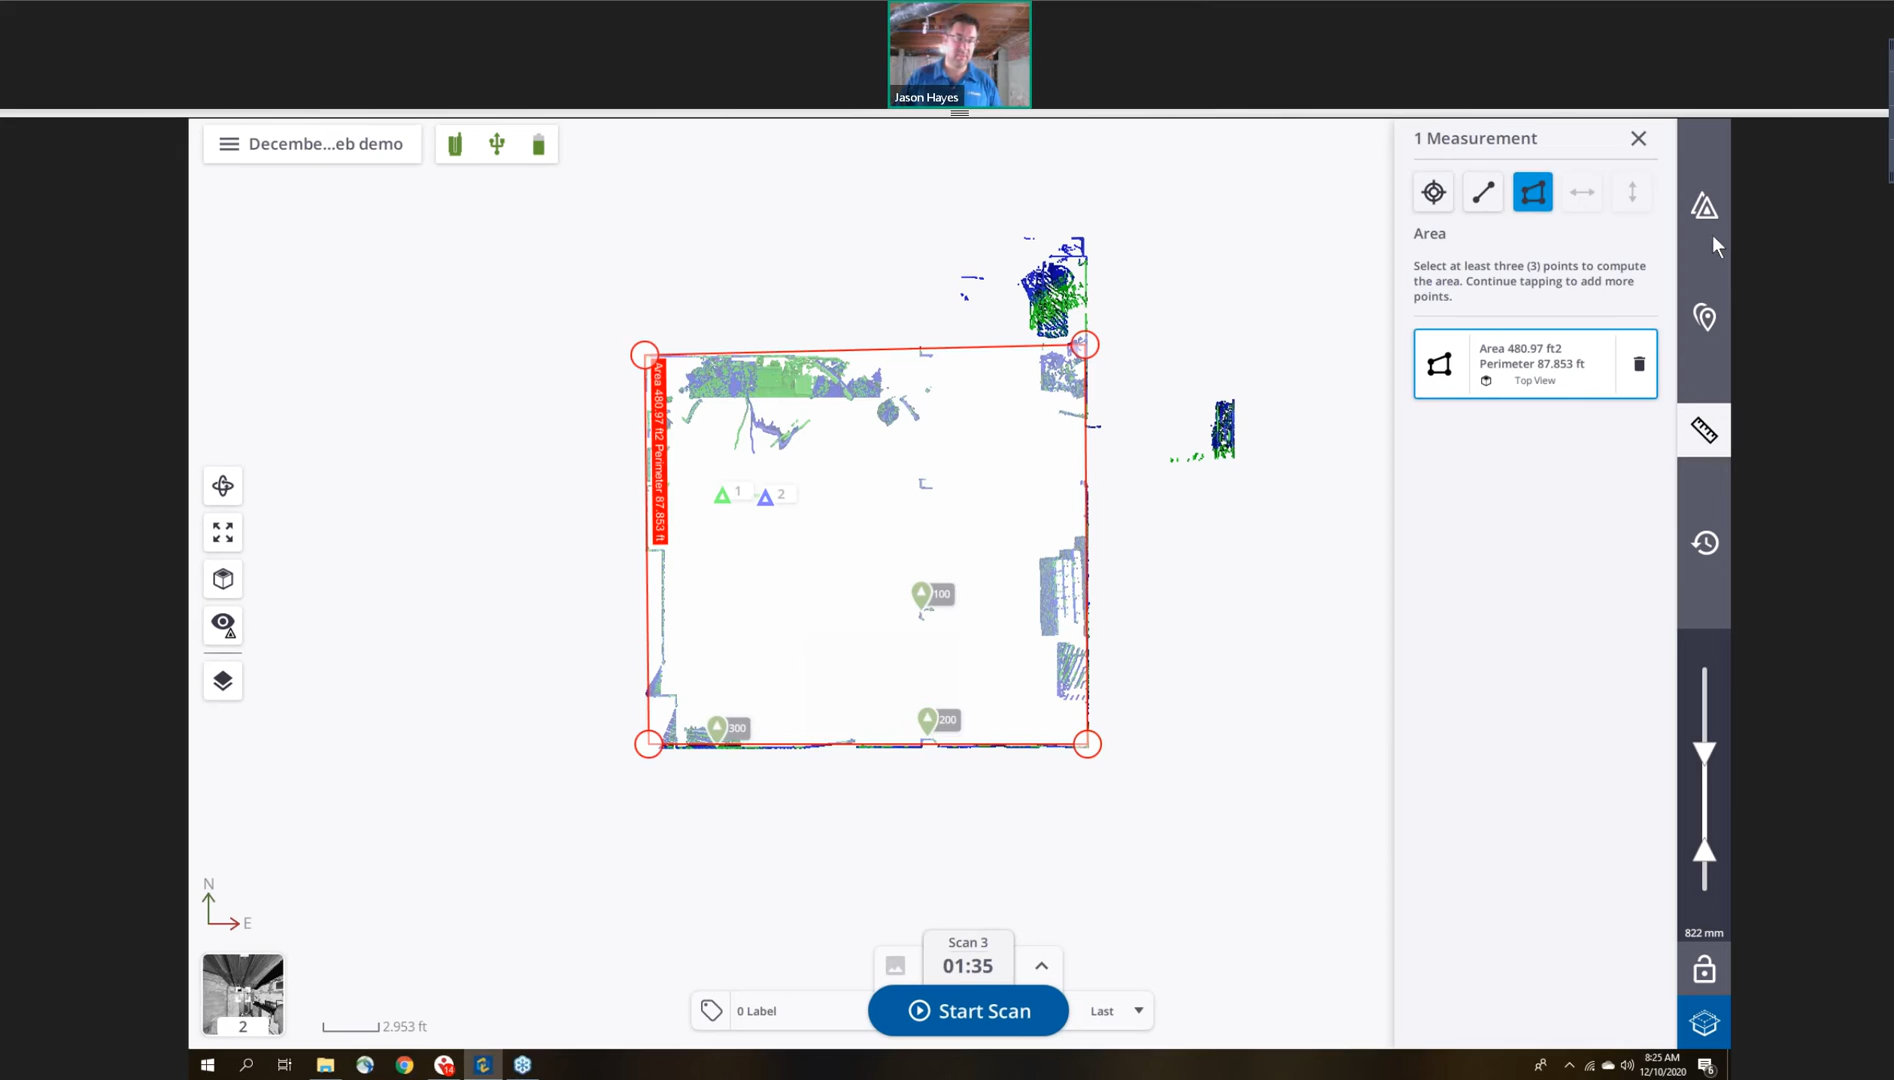 Jason Hayes
Decembe...eb demo
1 Measurement
Area
Select at least three (3) points to compute
the area. Continue tapping to add more
points.
Area 480.97 ft2
Perimeter 87.853 ft
Top View
Area 480.97 ft2 Perimeter 87.853 ft
1
2
100
200
300
822 mm
N
E
2
2.953 ft
Scan 3
01:35
0 Label
Start Scan
Last
14
8:25 AM
12/10/2020
6